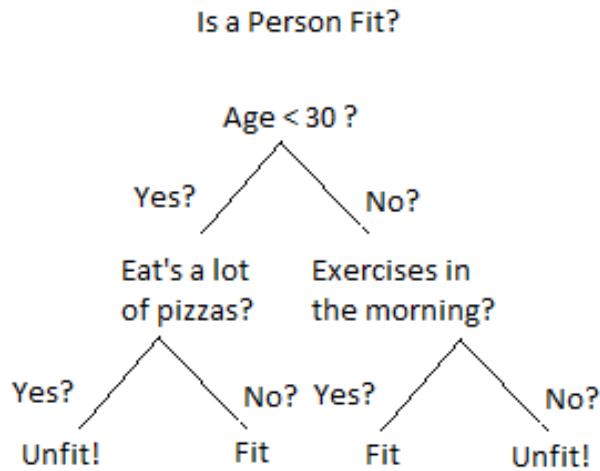 Is a Person Fit?
Age < 30 ?
Yes?
No?
Eat's a lot
of pizzas?
Exercises in
the morning?
Yes?
No?
Yes?
No?
Unfit!
Fit
Fit
Unfit!